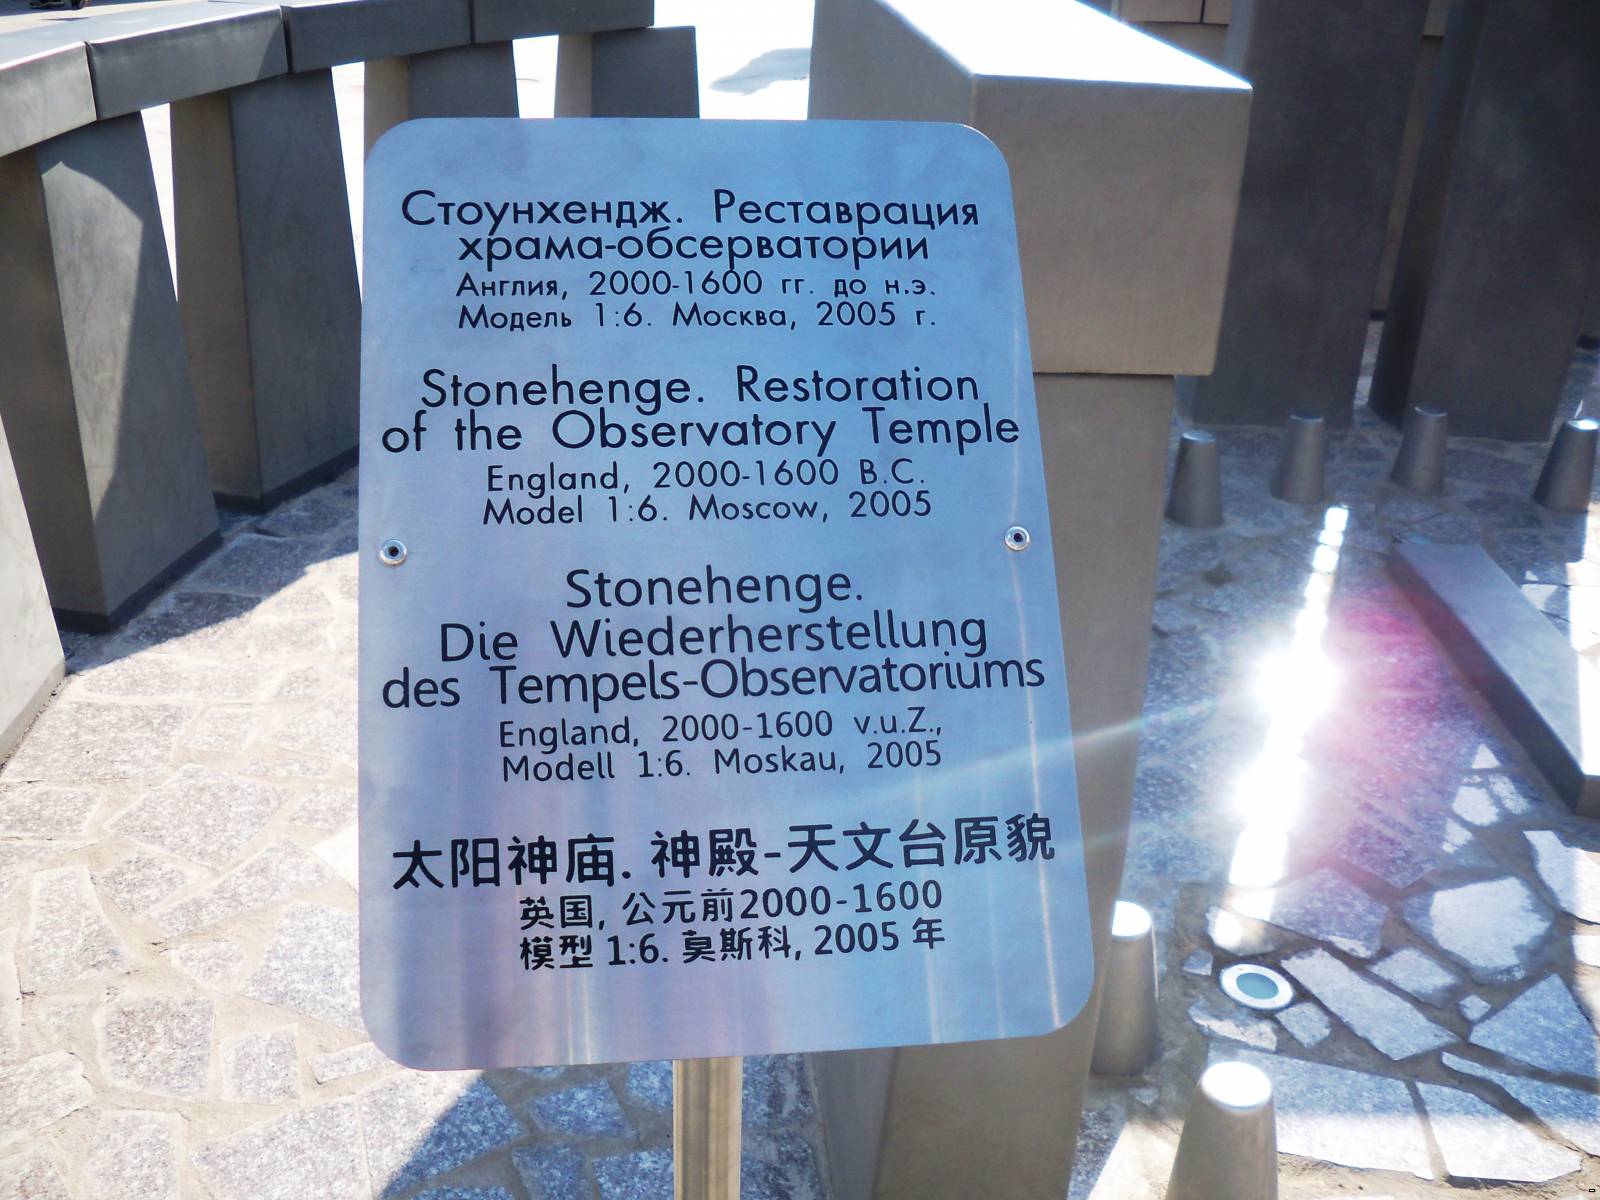 Стоунхендж. Реставрация
храма-обсерватории
Англия, 2000-1600 гг. до н.э.
Модель 1:6. Москва, 2005 г.
Stonehenge. Restoration
of the Observatory Temple
England, 2000-1600 B.C.
Model 1:6. Moscow, 2005
Stonehenge.
Die Wiederherstellung
des Tempels-Observatoriums
England, 2000-1600 v.u.Z.,
Modell 1:6. Moskau, 2005
太阳神庙. 神殿-天文台原貌
英国, 公元前2000-1600
模型 1:6. 莫斯科, 2005 年